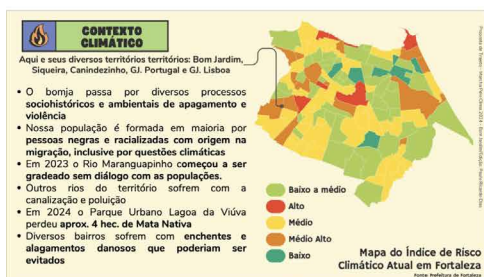 CONTEXTO
CLIMÁTICO
Aqui e seus diversos territórios territórios: Bom Jardim,
Siqueira, Canindezinho, G.J. Portugal e G.J. Lisboa
• O bomja passa por diversos processos
sociohistóricos e ambientais de apagamento e
violência
• Nossa população é formada em maioria por
pessoas negras e racializadas com origem na
migração, inclusive por questões climáticas
• Em 2023 o Rio Maranguapinho começou a ser
gradeado sem diálogo com as populações.
• Outros rios do território sofrem com a
canalização e poluição
• Em 2024 o Parque Urbano Lagoa da Viúva
perdeu aprox. 4 hec. de Mata Nativa
• Diversos bairros sofrem com enchentes e
alagamentos danosos que poderiam ser
evitados
Baixo a médio
Alto
Médio
Médio Alto
Baixo
Mapa do Índice de Risco
Climático Atual em Fortaleza
Fonte: Prefeitura de Fortaleza